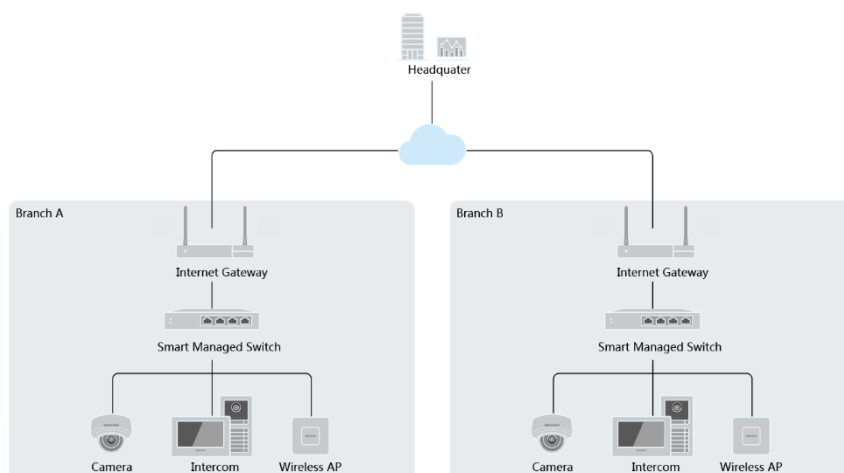 Headquater
Branch A
Branch B
Internet Gateway
Internet Gateway
Smart Managed Switch
Smart Managed Switch
Camera
Intercom
Wireless AP
Camera
Intercom
Wireless AP